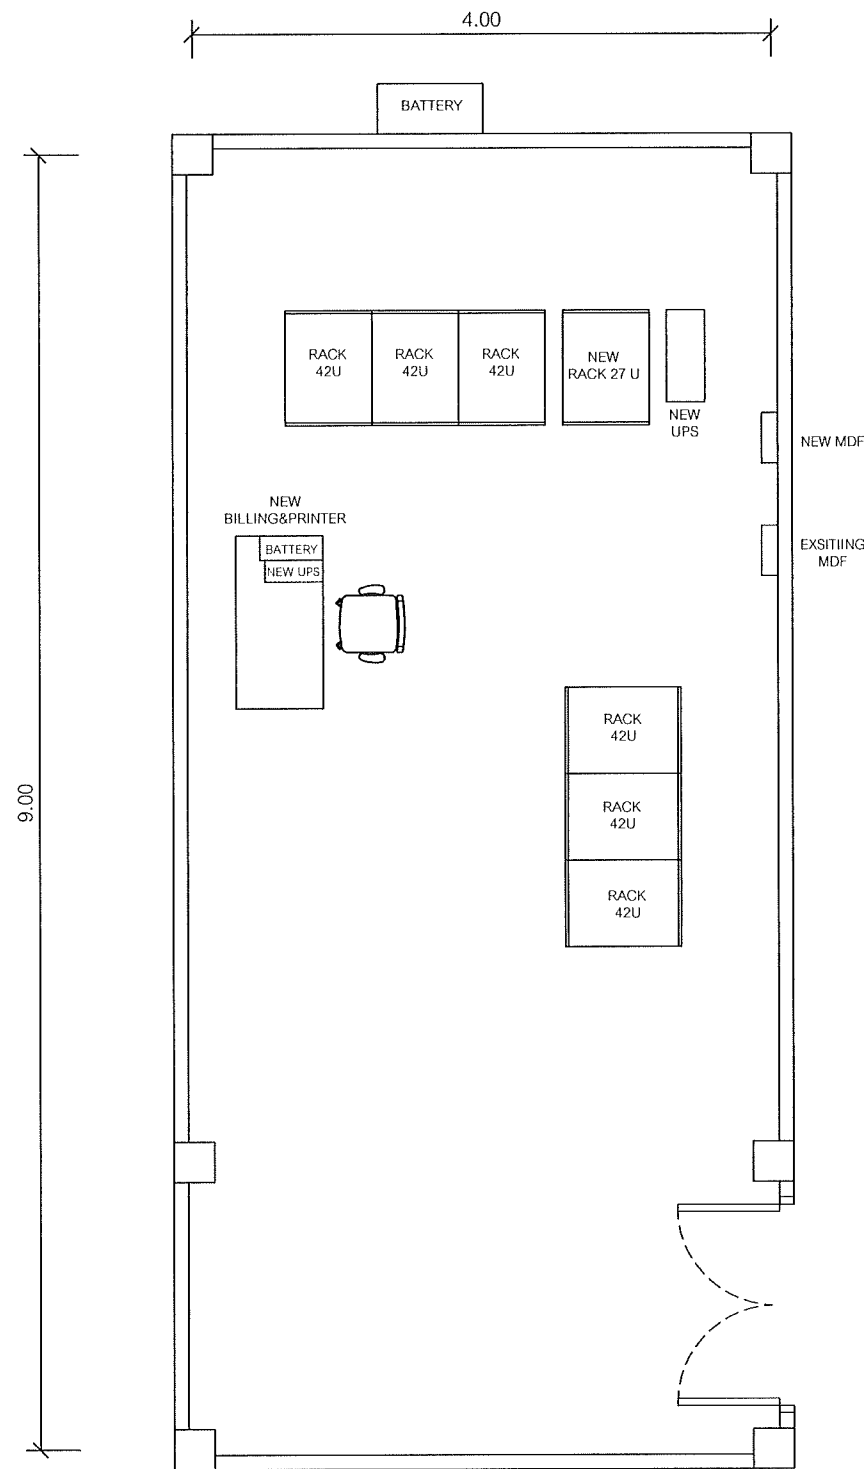 4.00
BATTERY
RACK
42U
RACK
42U
RACK
42U
NEW
RACK 27 U
NEW
UPS
NEW MDF
NEW
BILLING&PRINTER
BATTERY
NEW UPS
EXSITIING
MDF
RACK
42U
RACK
42U
RACK
42U
9.00